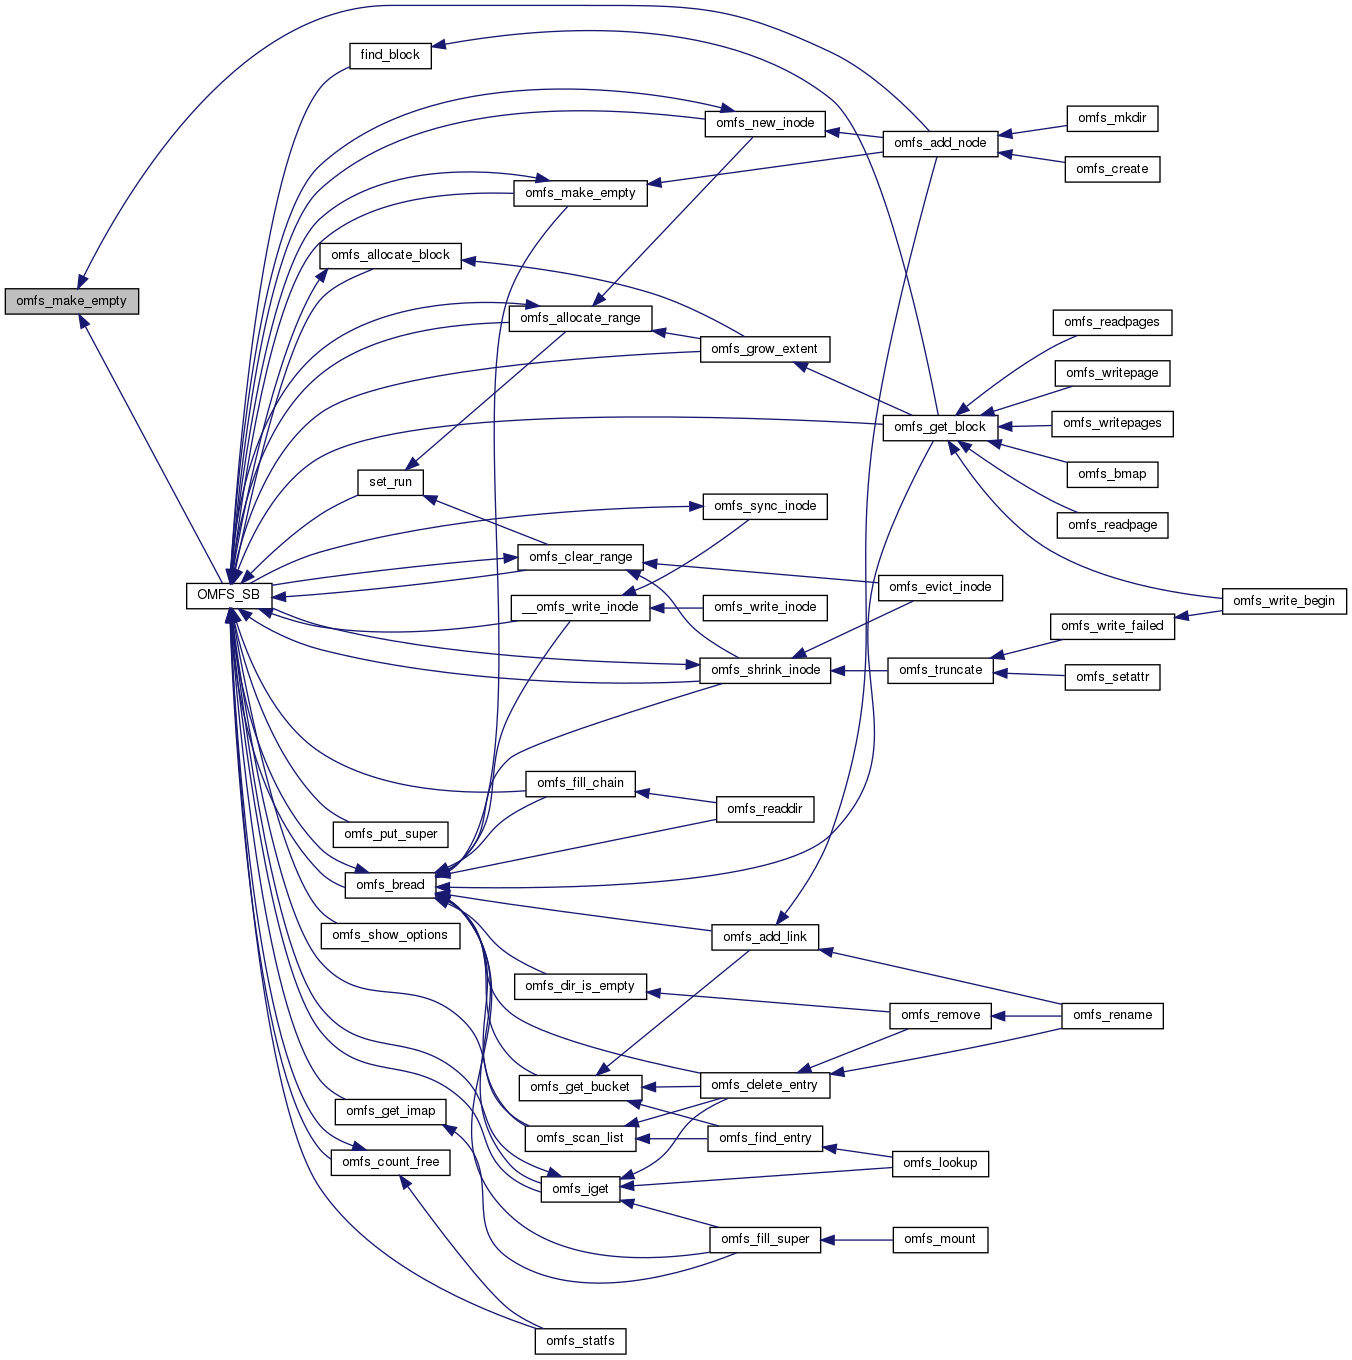 find_block
omfs_new_inode
omfs_mkdir
omfs_add_node
omfs_create
omfs_make_empty
omfs_allocate_block
omfs_make_empty
omfs_allocate_range
omfs_readpages
omfs_grow_extent
omfs_writepage
omfs_get_block
omfs_writepages
omfs_bmap
set_run
omfs_sync_inode
omfs_readpage
omfs_clear_range
omfs_evict_inode
OMFS_SB
__omfs_write_inode
omfs_write_inode
omfs_write_begin
omfs_write_failed
omfs_shrink_inode
omfs_truncate
omfs_setattr
omfs_fill_chain
omfs_readdir
omfs_put_super
omfs_bread
omfs_show_options
omfs_add_link
omfs_dir_is_empty
omfs_remove
omfs_rename
omfs_get_bucket
omfs_delete_entry
omfs_get_imap
omfs_scan_list
omfs_find_entry
omfs_count_free
omfs_lookup
omfs_iget
omfs_fill_super
omfs_mount
omfs_statfs